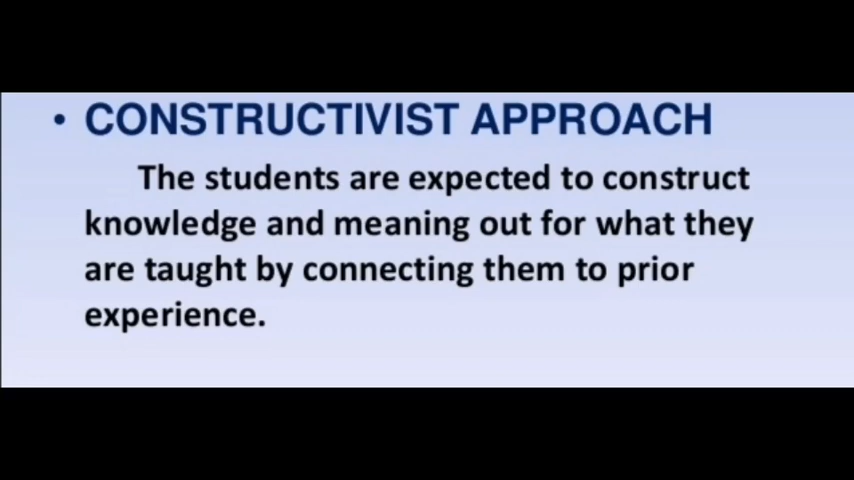 • CONSTRUCTIVIST APPROACH
The students are expected to construct
knowledge and meaning out for what they
are taught by connecting them to prior
experience.